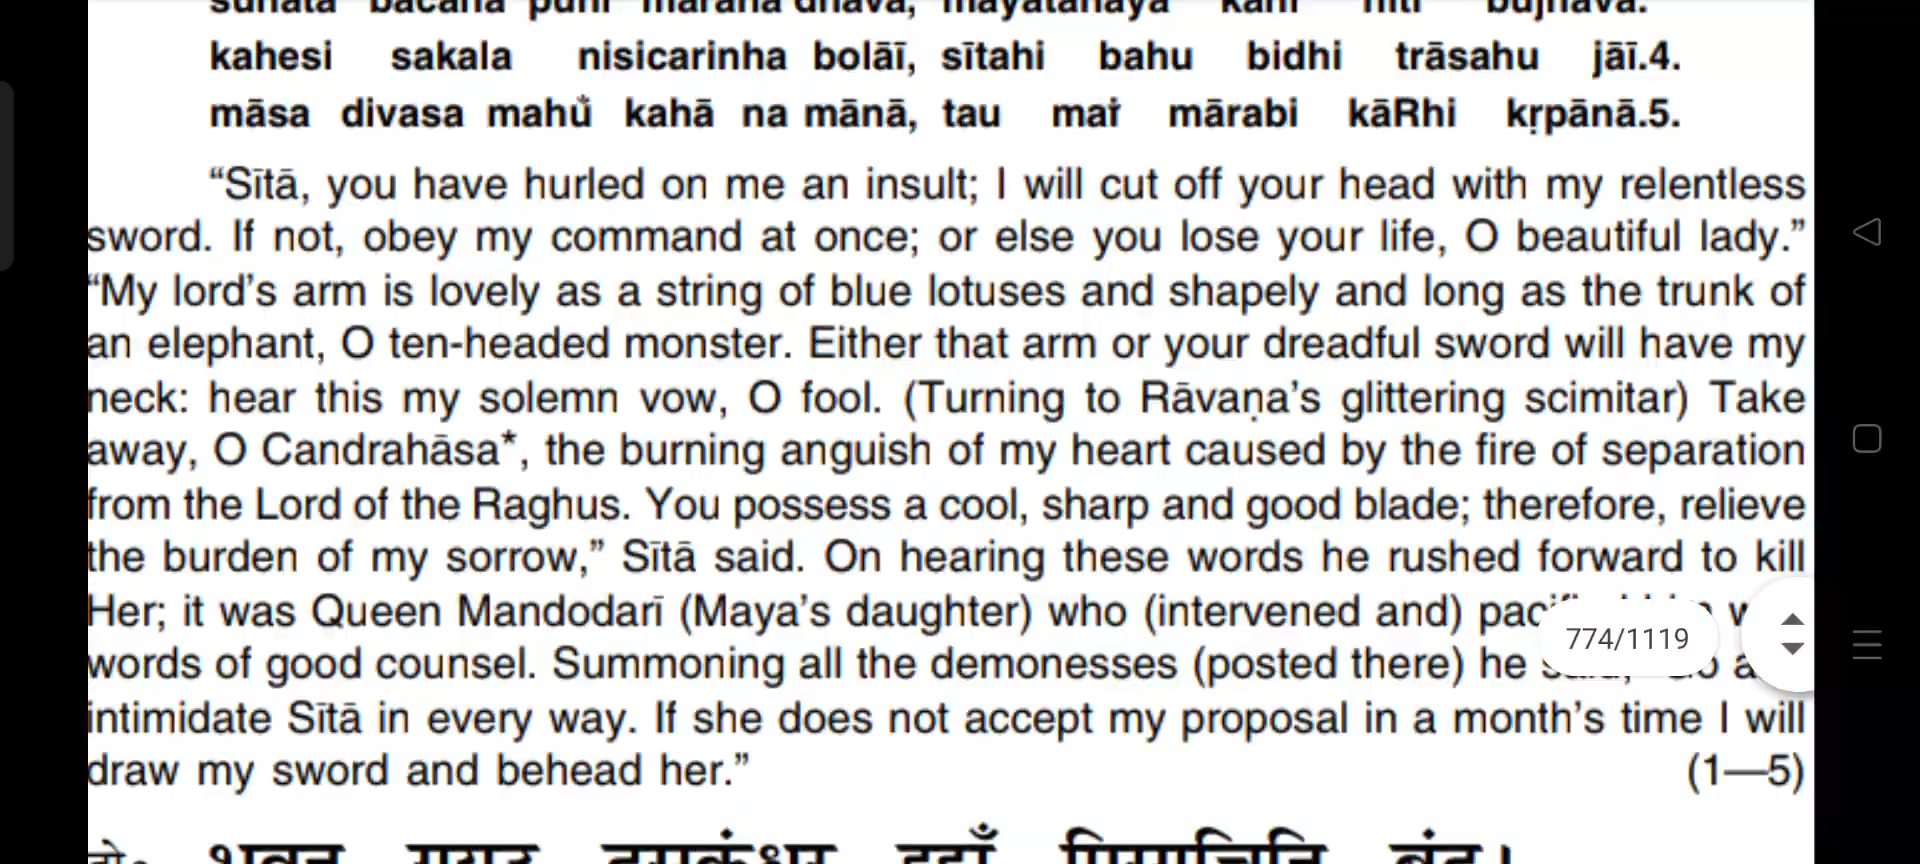 kahesi sakala nisicarinha bolāī, sītahi bahu bidhi trāsahu jāī.4.
māsa divasa mahuँ kahā na mānā, tau maiँ mārabi kāRhi kṛpānā.5.
“Sītā, you have hurled on me an insult; I will cut off your head with my relentless
sword. If not, obey my command at once; or else you lose your life, O beautiful lady.”
“My lord’s arm is lovely as a string of blue lotuses and shapely and long as the trunk of
an elephant, O ten-headed monster. Either that arm or your dreadful sword will have my
neck: hear this my solemn vow, O fool. (Turning to Rāvaṇa’s glittering scimitar) Take
away, O Candrahāsa*, the burning anguish of my heart caused by the fire of separation
from the Lord of the Raghus. You possess a cool, sharp and good blade; therefore, relieve
the burden of my sorrow,” Sītā said. On hearing these words he rushed forward to kill
Her; it was Queen Mandodarī (Maya’s daughter) who (intervened and)
774/1119
words of good counsel. Summoning all the demonesses (posted there) he
intimidate Sītā in every way. If she does not accept my proposal in a month’s time I will
draw my sword and behead her.” (1—5)